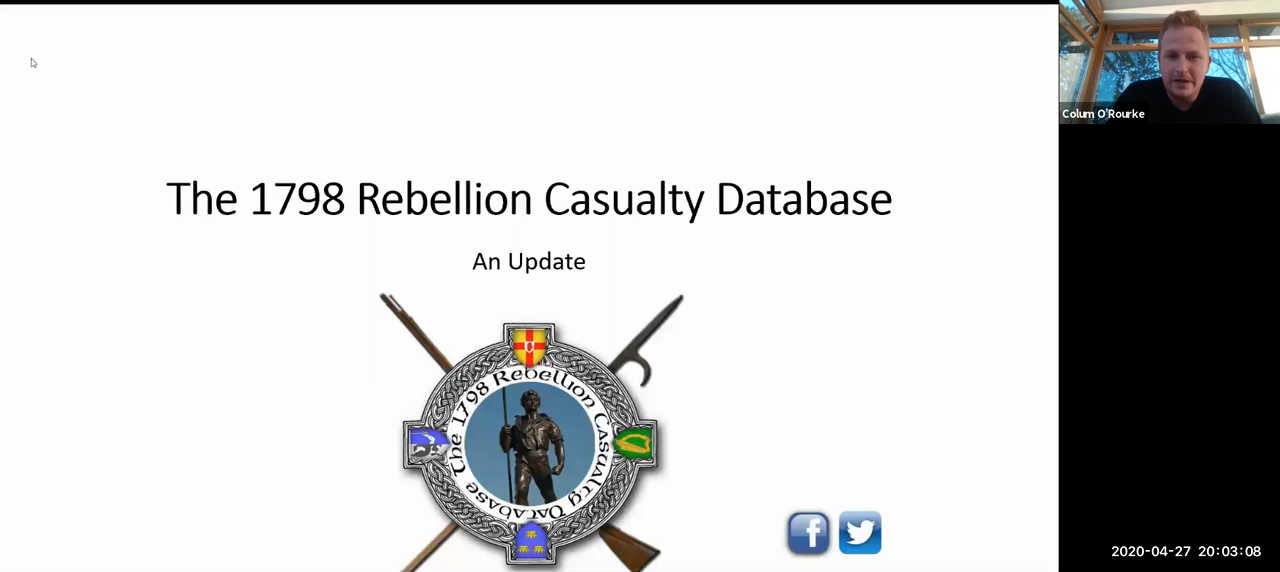 The 1798 Rebellion Casualty Database
An Update
The 1798 Rebellion Casualty Database
Colum O'Rourke
2020-04-27 20:03:08